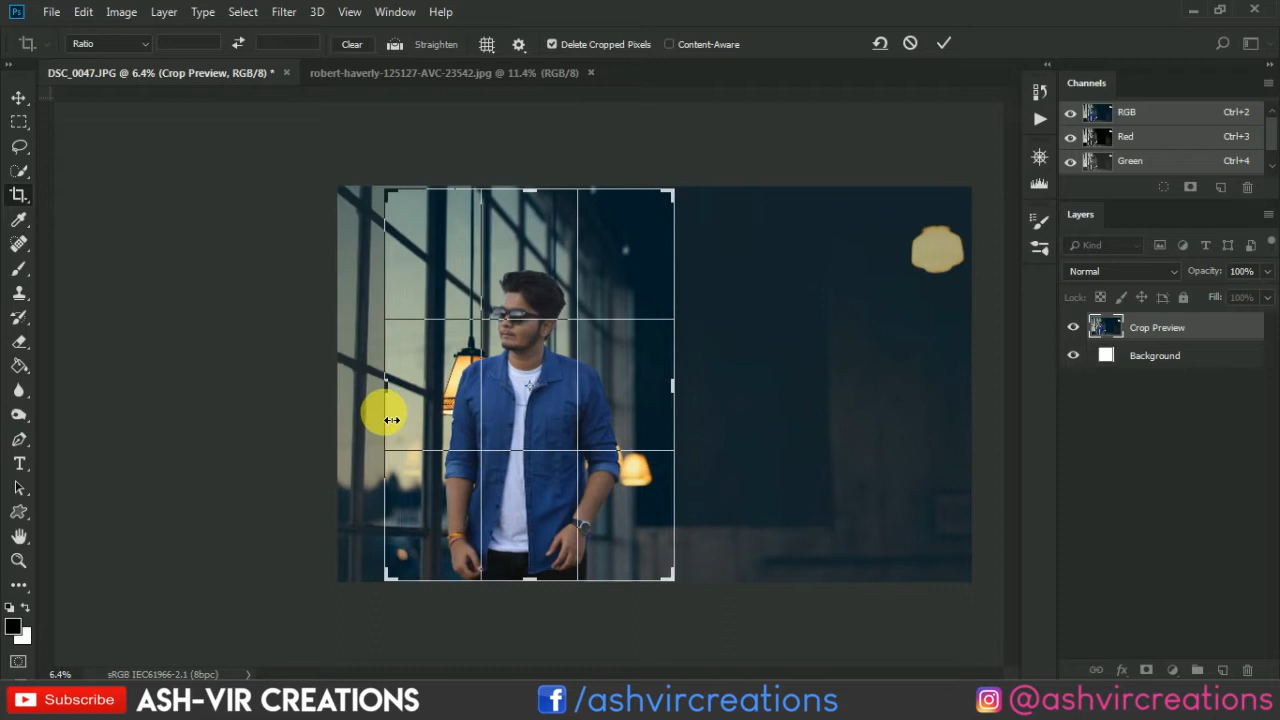 Ps File Edit Image Layer Type Select Filter 3D View Window Help
Ratio Clear Straighten Delete Cropped Pixels Content-Aware
DSC_0047.JPG @ 6.4% (Crop Preview, RGB/8) * × robert-haverly-125127-AVC-23542.jpg @ 11.4% (RGB/8) ×
Channels
RGB Ctrl+2
Red Ctrl+3
Green Ctrl+4
Layers
Kind
Normal Opacity: 100%
Lock: Fill: 100%
Crop Preview
Background
6.4% sRGB IEC61966-2.1 (8bpc)
Subscribe ASH-VIR CREATIONS f /ashvircreations @ashvircreations